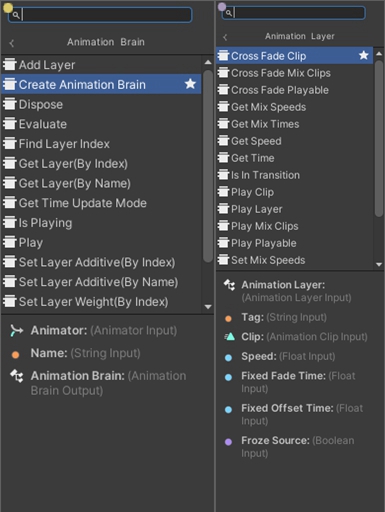 Animation Brain
Add Layer
Create Animation Brain
Dispose
Evaluate
Find Layer Index
Get Layer(By Index)
Get Layer(By Name)
Get Time Update Mode
Is Playing
Play
Set Layer Additive(By Index)
Set Layer Additive(By Name)
Set Layer Weight(By Index)
Animator: (Animator Input)
Name: (String Input)
Animation Brain: (Animation
Brain Output)
Animation Layer
Cross Fade Clip
Cross Fade Mix Clips
Cross Fade Playable
Get Mix Speeds
Get Mix Times
Get Speed
Get Time
Is In Transition
Play Clip
Play Layer
Play Mix Clips
Play Playable
Set Mix Speeds
Animation Layer:
(Animation Layer Input)
Tag: (String Input)
Clip: (Animation Clip Input)
Speed: (Float Input)
Fixed Fade Time: (Float
Input)
Fixed Offset Time: (Float
Input)
Froze Source: (Boolean
Input)